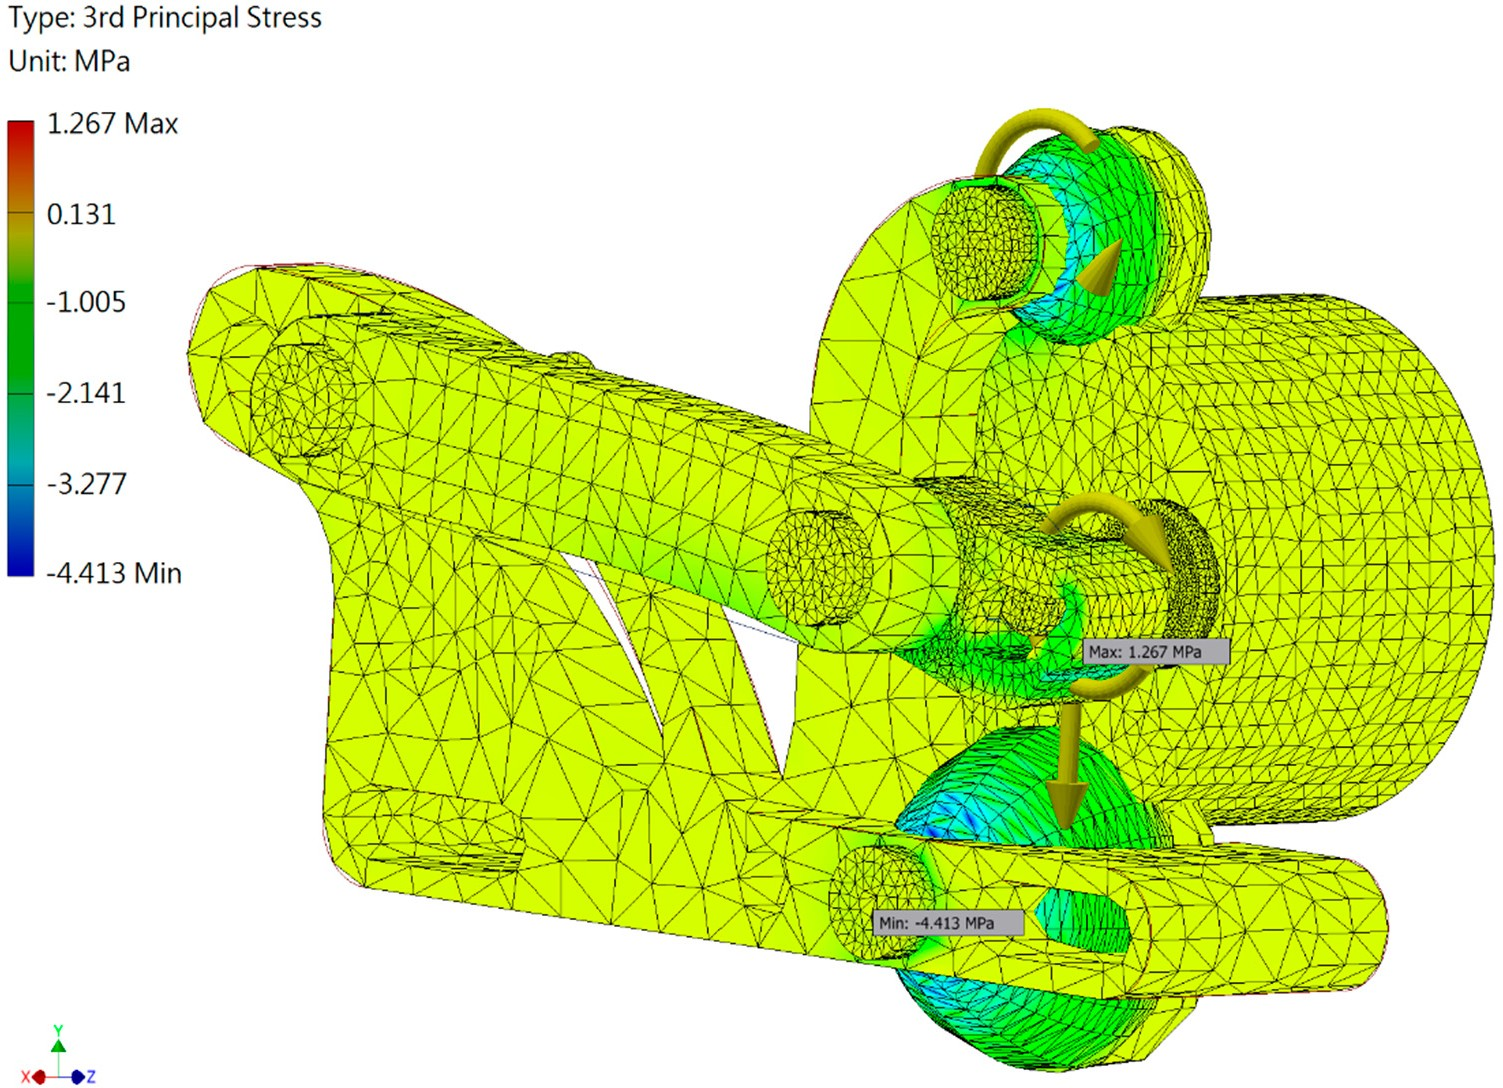 Type: 3rd Principal Stress
Unit: MPa
1.267 Max
0.131
-1.005
-2.141
-3.277
-4.413 Min
Max: 1.267 MPa
Min: -4.413 MPa
Y
X
Z